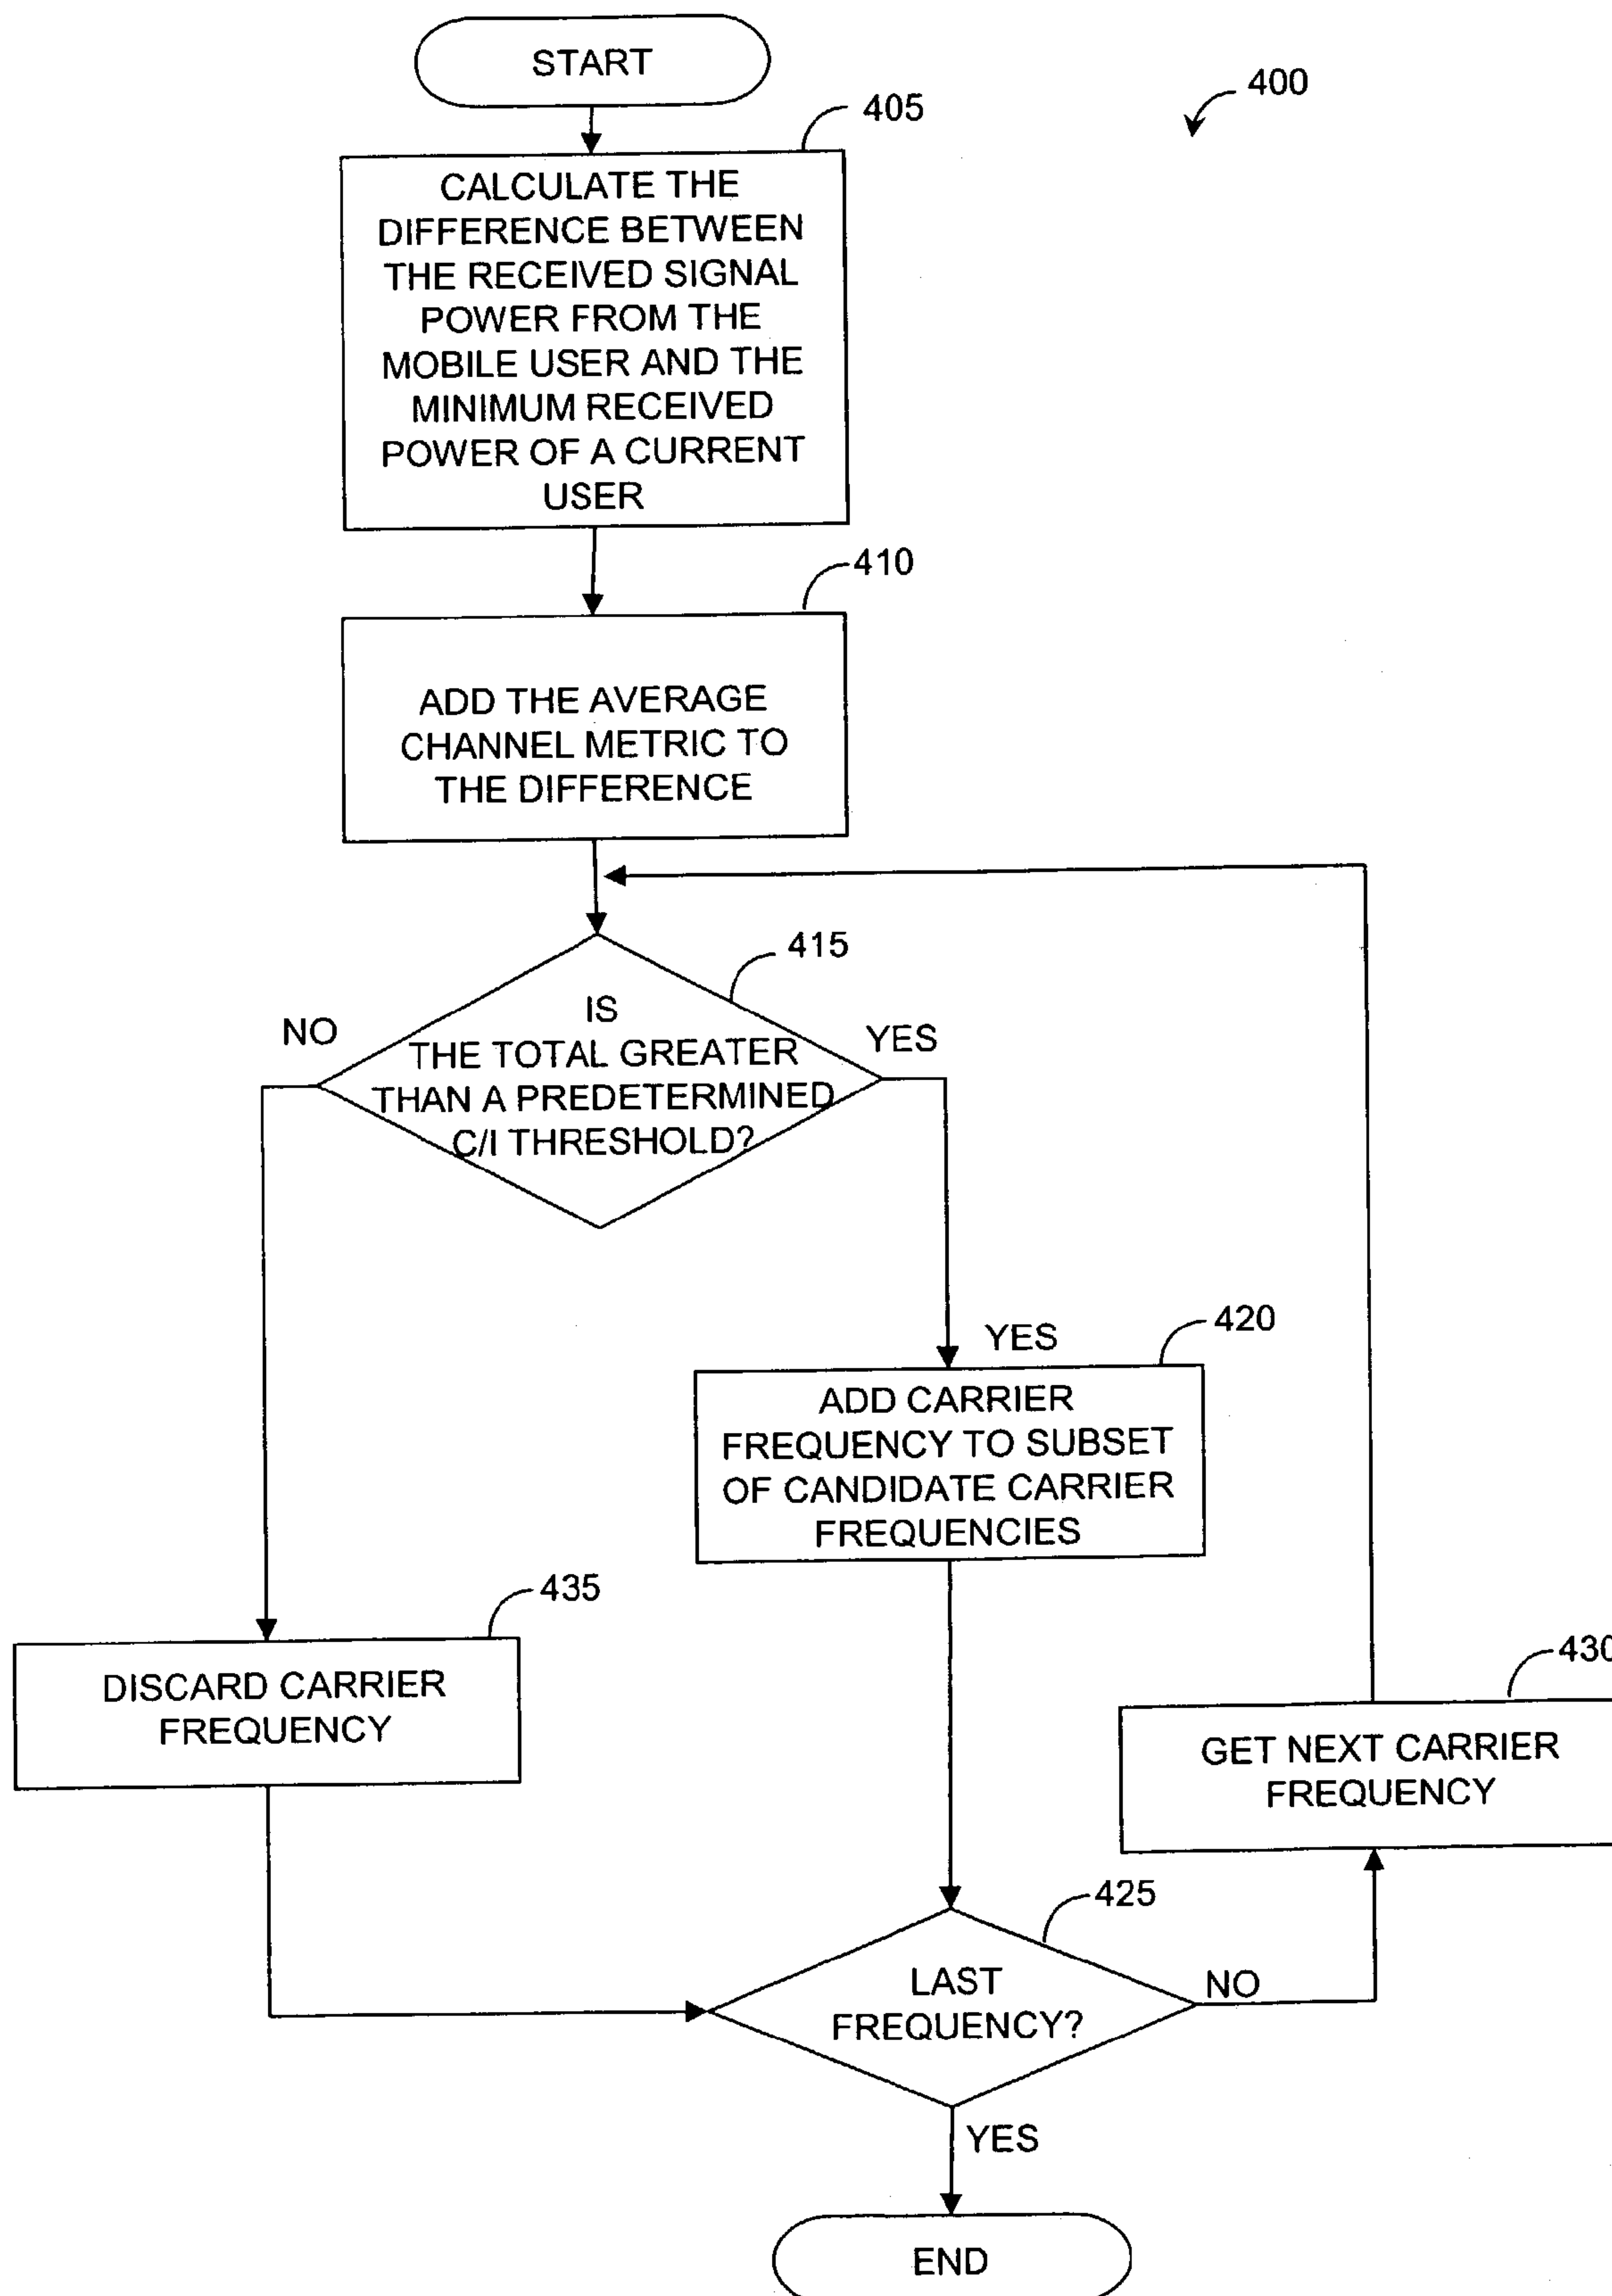 START
400
405
CALCULATE THE
DIFFERENCE BETWEEN
THE RECEIVED SIGNAL
POWER FROM THE
MOBILE USER AND THE
MINIMUM RECEIVED
POWER OF A CURRENT
USER
410
ADD THE AVERAGE
CHANNEL METRIC TO
THE DIFFERENCE
415
NO
YES
IS
THE TOTAL GREATER
THAN A PREDETERMINED
C/I THRESHOLD?
YES
420
ADD CARRIER
FREQUENCY TO SUBSET
OF CANDIDATE CARRIER
FREQUENCIES
435
DISCARD CARRIER
FREQUENCY
430
GET NEXT CARRIER
FREQUENCY
425
LAST
FREQUENCY?
NO
YES
END